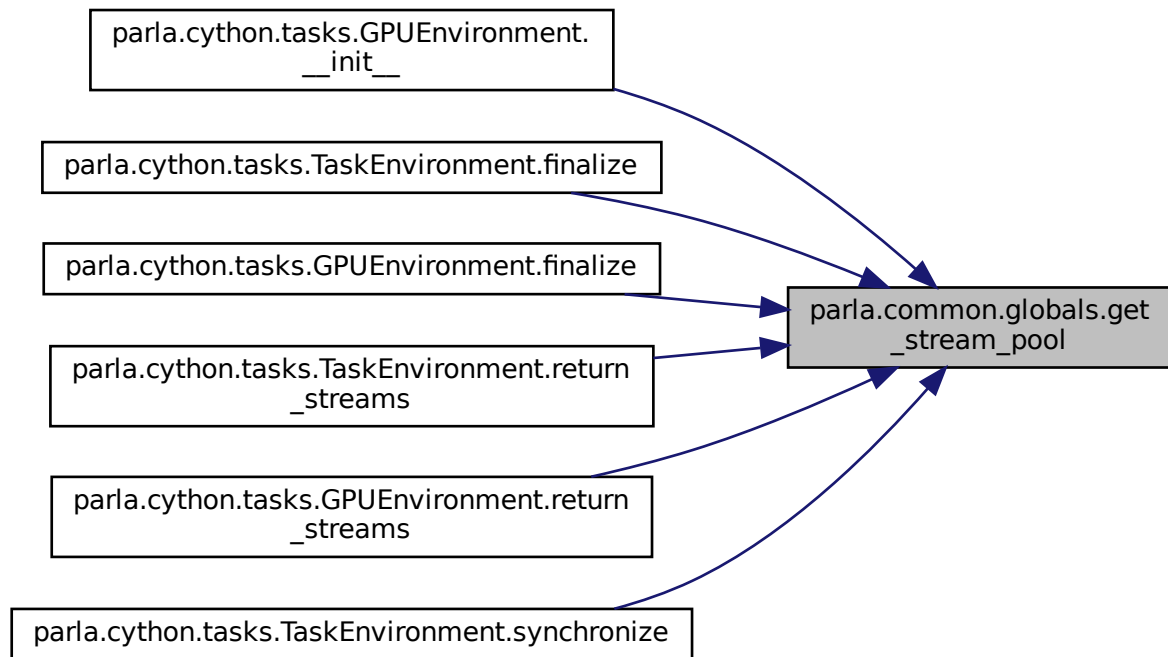 parla.cython.tasks.GPUEnvironment.
__init__
parla.cython.tasks.TaskEnvironment.finalize
parla.cython.tasks.GPUEnvironment.finalize
parla.common.globals.get
_stream_pool
parla.cython.tasks.TaskEnvironment.return
_streams
parla.cython.tasks.GPUEnvironment.return
_streams
parla.cython.tasks.TaskEnvironment.synchronize